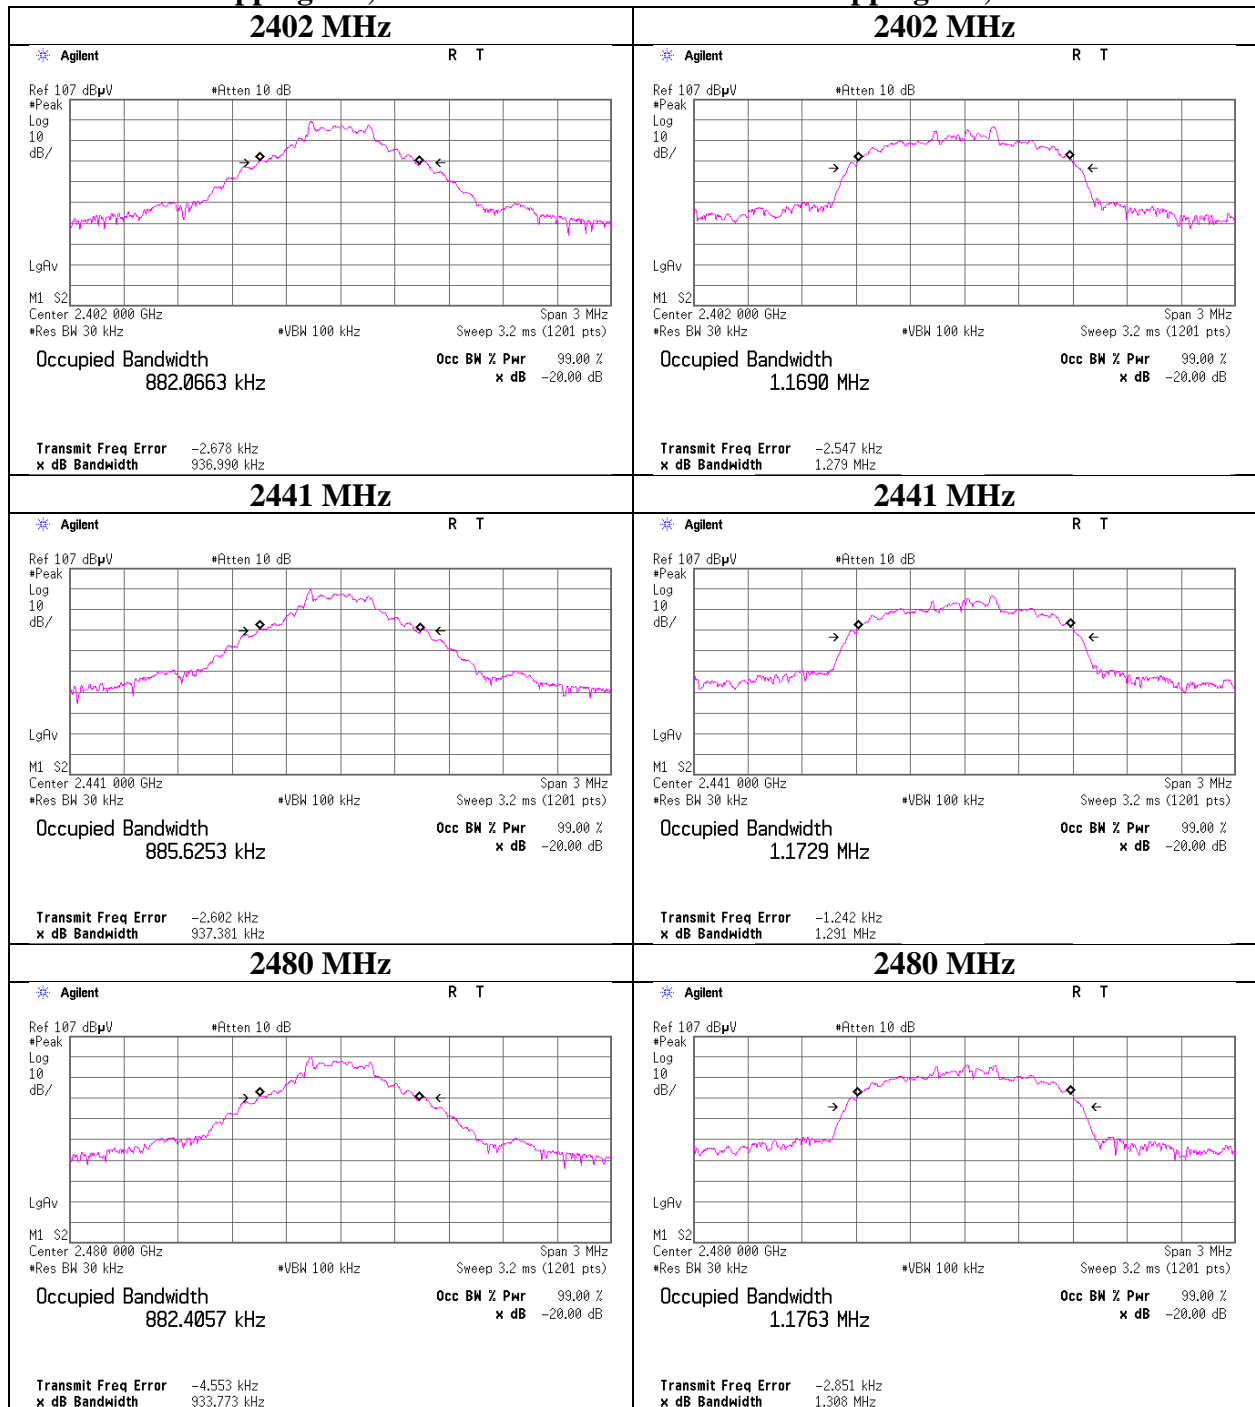 2402 MHz
2402 MHz
Agilent
R T
Ref 107 dBµV
#Atten 10 dB
#Peak
Log
10
dB/
LgAv
M1 S2
Center 2.402 000 GHz
Span 3 MHz
#Res BW 30 kHz
#VBW 100 kHz
Sweep 3.2 ms (1201 pts)
Occupied Bandwidth
882.0663 kHz
Occ BW % Pwr 99.00 %
x dB -20.00 dB
Transmit Freq Error -2.678 kHz
x dB Bandwidth 936.990 kHz
Agilent
R T
Ref 107 dBµV
#Atten 10 dB
#Peak
Log
10
dB/
LgAv
M1 S2
Center 2.402 000 GHz
Span 3 MHz
#Res BW 30 kHz
#VBW 100 kHz
Sweep 3.2 ms (1201 pts)
Occupied Bandwidth
1.1690 MHz
Occ BW % Pwr 99.00 %
x dB -20.00 dB
Transmit Freq Error -2.547 kHz
x dB Bandwidth 1.279 MHz
2441 MHz
2441 MHz
Agilent
R T
Ref 107 dBµV
#Atten 10 dB
#Peak
Log
10
dB/
LgAv
M1 S2
Center 2.441 000 GHz
Span 3 MHz
#Res BW 30 kHz
#VBW 100 kHz
Sweep 3.2 ms (1201 pts)
Occupied Bandwidth
885.6253 kHz
Occ BW % Pwr 99.00 %
x dB -20.00 dB
Transmit Freq Error -2.602 kHz
x dB Bandwidth 937.381 kHz
Agilent
R T
Ref 107 dBµV
#Atten 10 dB
#Peak
Log
10
dB/
LgAv
M1 S2
Center 2.441 000 GHz
Span 3 MHz
#Res BW 30 kHz
#VBW 100 kHz
Sweep 3.2 ms (1201 pts)
Occupied Bandwidth
1.1729 MHz
Occ BW % Pwr 99.00 %
x dB -20.00 dB
Transmit Freq Error -1.242 kHz
x dB Bandwidth 1.291 MHz
2480 MHz
2480 MHz
Agilent
R T
Ref 107 dBµV
#Atten 10 dB
#Peak
Log
10
dB/
LgAv
M1 S2
Center 2.480 000 GHz
Span 3 MHz
#Res BW 30 kHz
#VBW 100 kHz
Sweep 3.2 ms (1201 pts)
Occupied Bandwidth
882.4057 kHz
Occ BW % Pwr 99.00 %
x dB -20.00 dB
Transmit Freq Error -4.553 kHz
x dB Bandwidth 933.773 kHz
Agilent
R T
Ref 107 dBµV
#Atten 10 dB
#Peak
Log
10
dB/
LgAv
M1 S2
Center 2.480 000 GHz
Span 3 MHz
#Res BW 30 kHz
#VBW 100 kHz
Sweep 3.2 ms (1201 pts)
Occupied Bandwidth
1.1763 MHz
Occ BW % Pwr 99.00 %
x dB -20.00 dB
Transmit Freq Error -2.851 kHz
x dB Bandwidth 1.308 MHz